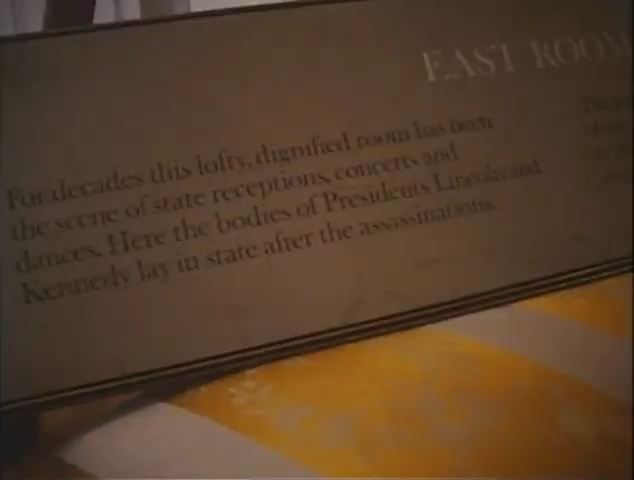 EAST ROOM
For decades this lofty, dignified room has been
the scene of state receptions, concerts and
dances. Here the bodies of Presidents Lincoln and
Kennedy lay in state after the assassinations.